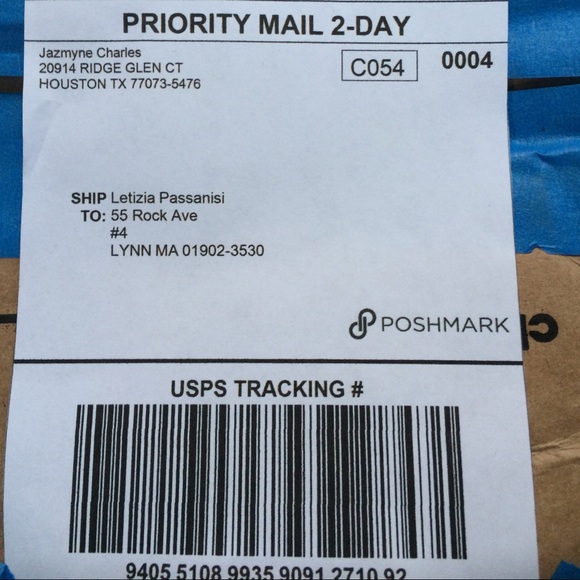 PRIORITY MAIL 2-DAY
Jazmyne Charles
20914 RIDGE GLEN CT
HOUSTON TX 77073-5476
C054
0004
SHIP Letizia Passanisi
TO: 55 Rock Ave
#4
LYNN MA 01902-3530
POSHMARK
USPS TRACKING #
9405 5108 9935 9091 2710 92